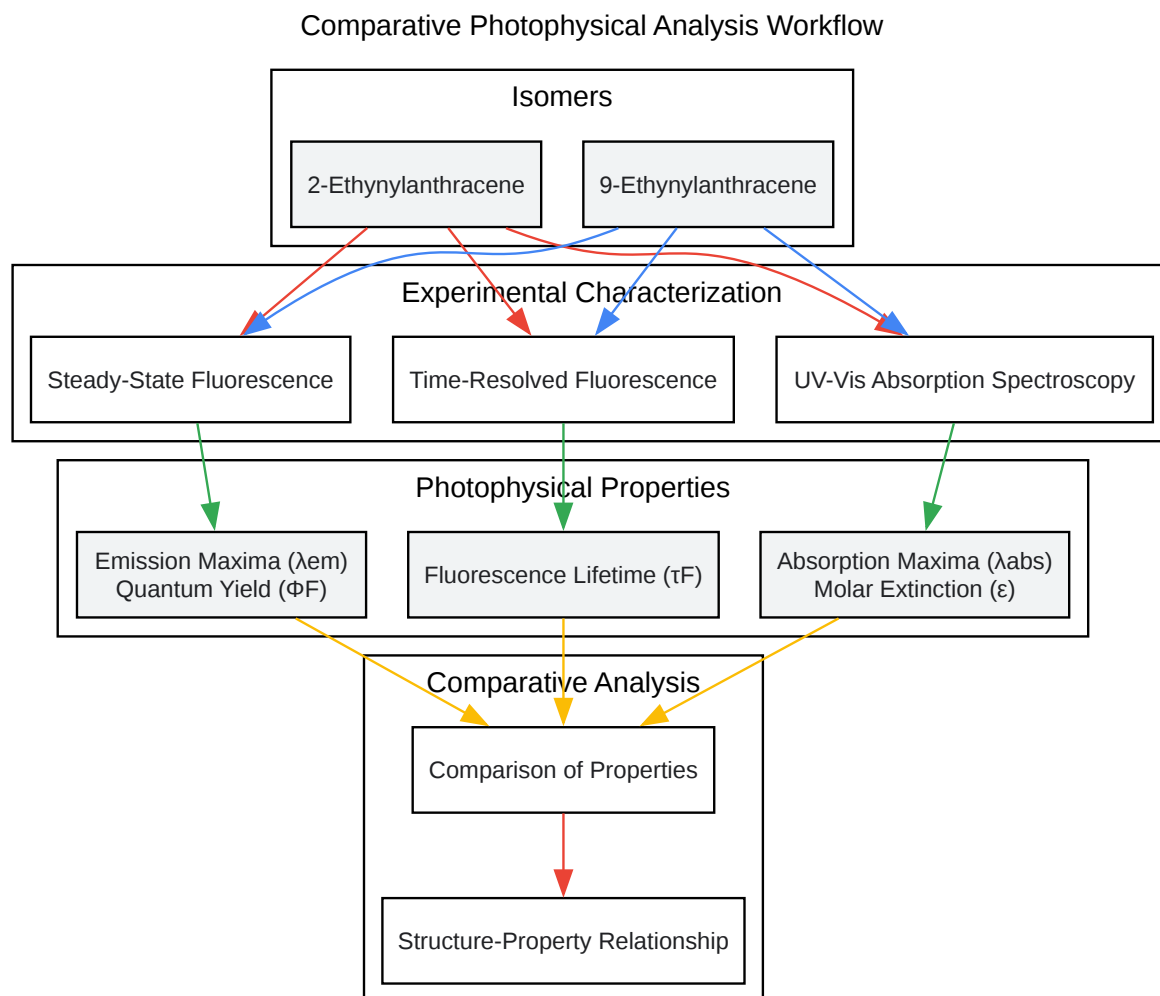 Comparative Photophysical Analysis Workflow
Isomers
2-Ethynylanthracene
9-Ethynylanthracene
Experimental Characterization
Steady-State Fluorescence
Time-Resolved Fluorescence
UV-Vis Absorption Spectroscopy
Photophysical Properties
Emission Maxima (λem)
Quantum Yield (ΦF)
Fluorescence Lifetime (τF)
Absorption Maxima (λabs)
Molar Extinction (ε)
Comparative Analysis
Comparison of Properties
Structure-Property Relationship